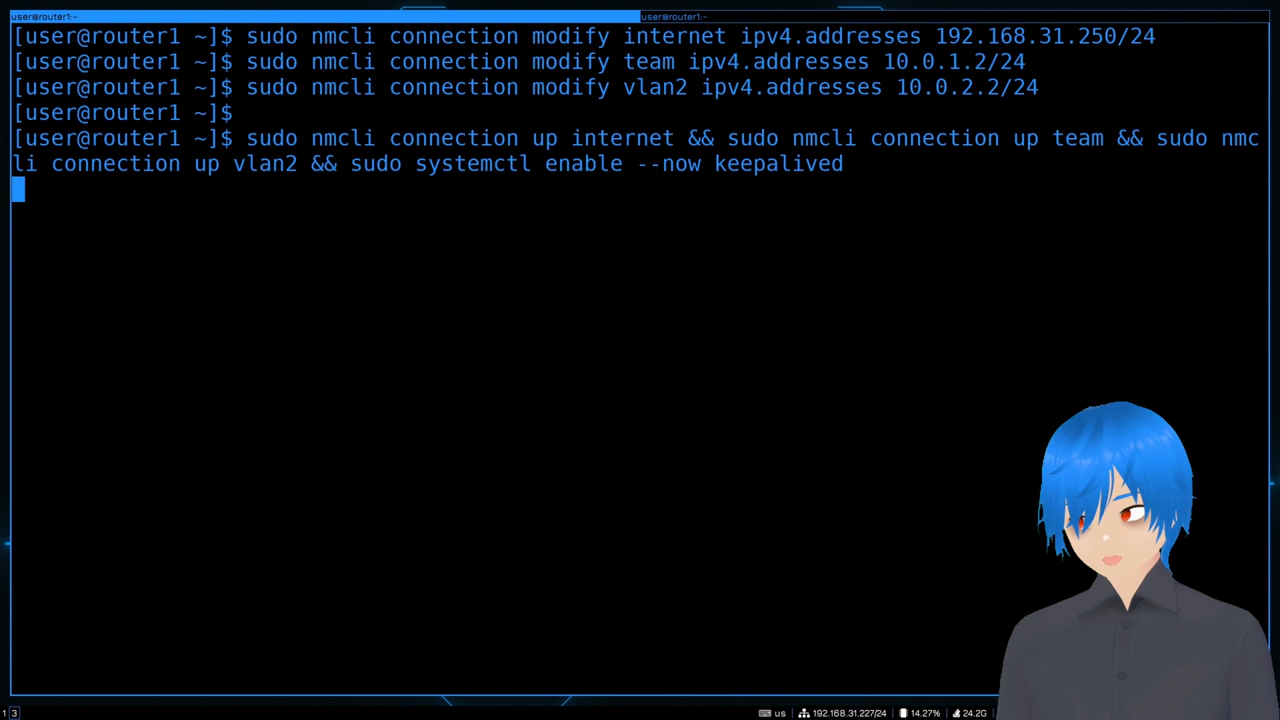 user@router1:~ user@router1:~
[user@router1 ~]$ sudo nmcli connection modify internet ipv4.addresses 192.168.31.250/24
[user@router1 ~]$ sudo nmcli connection modify team ipv4.addresses 10.0.1.2/24
[user@router1 ~]$ sudo nmcli connection modify vlan2 ipv4.addresses 10.0.2.2/24
[user@router1 ~]$
[user@router1 ~]$ sudo nmcli connection up internet && sudo nmcli connection up team && sudo nmc
li connection up vlan2 && sudo systemctl enable --now keepalived
1 3 us 192.168.31.227/24 14.27% 24.2G